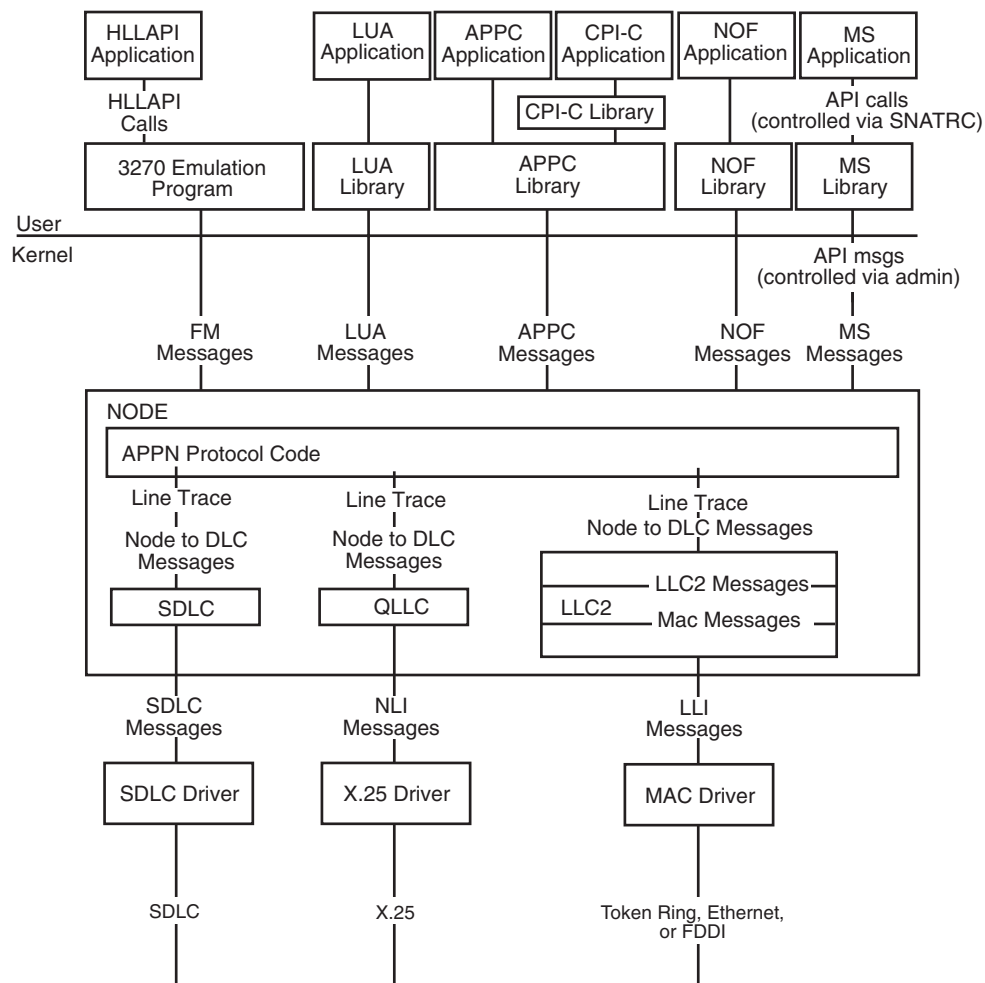 HLLAPI
Application
LUA
Application
APPC
Application
CPI-C
Application
NOF
Application
MS
Application
HLLAPI
Calls
CPI-C Library
API calls
(controlled via SNATRC)
3270 Emulation
Program
LUA
Library
APPC
Library
NOF
Library
MS
Library
User
Kernel
API msgs
(controlled via admin)
FM
Messages
LUA
Messages
APPC
Messages
NOF
Messages
MS
Messages
NODE
APPN Protocol Code
Line Trace
Line Trace
Line Trace
Node to DLC
Messages
Node to DLC
Messages
Node to DLC Messages
SDLC
QLLC
LLC2
LLC2 Messages
Mac Messages
SDLC
Messages
NLI
Messages
LLI
Messages
SDLC Driver
X.25 Driver
MAC Driver
SDLC
X.25
Token Ring, Ethernet,
or FDDI